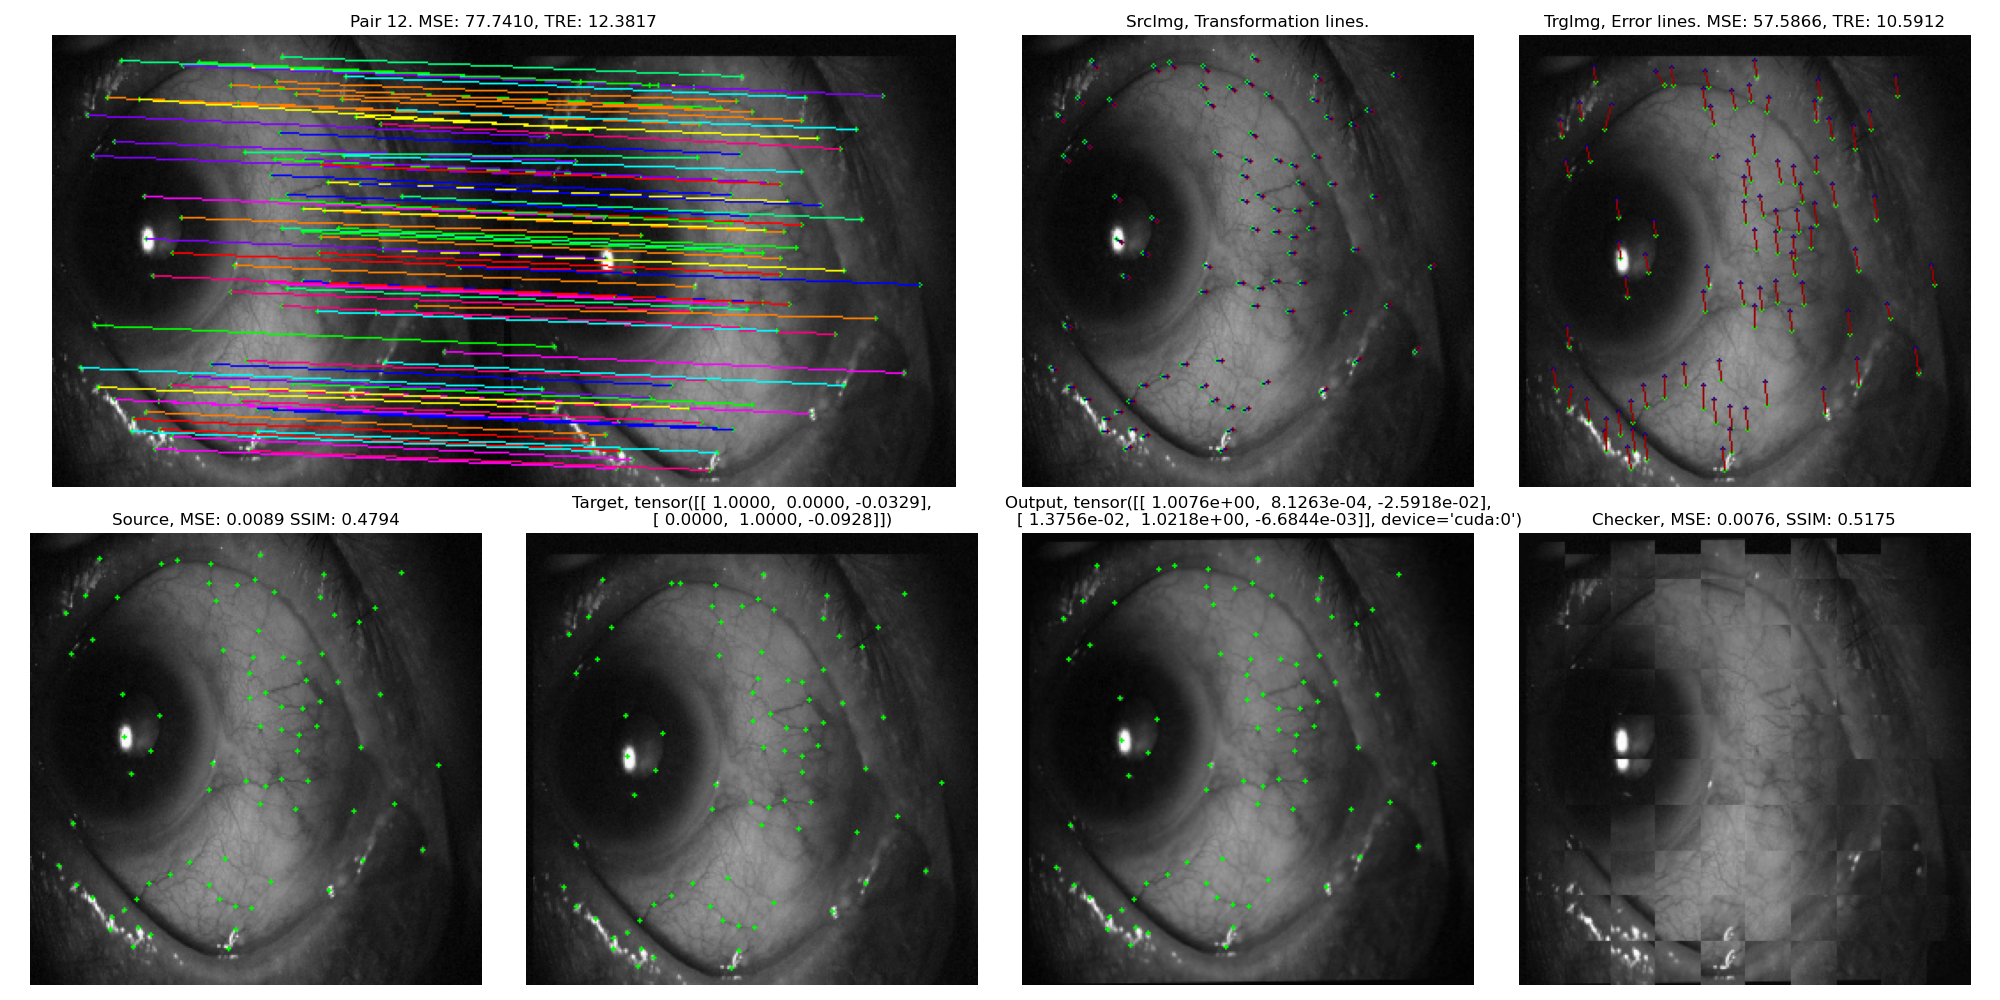 Pair 12. MSE: 77.7410, TRE: 12.3817
SrcImg, Transformation lines.
TrgImg, Error lines. MSE: 57.5866, TRE: 10.5912
Source, MSE: 0.0089 SSIM: 0.4794
Target, tensor([[ 1.0000,  0.0000, -0.0329],
[ 0.0000,  1.0000, -0.0928]])
Output, tensor([[ 1.0076e+00,  8.1263e-04, -2.5918e-02],
[ 1.3756e-02,  1.0218e+00, -6.6844e-03]], device='cuda:0')
Checker, MSE: 0.0076, SSIM: 0.5175